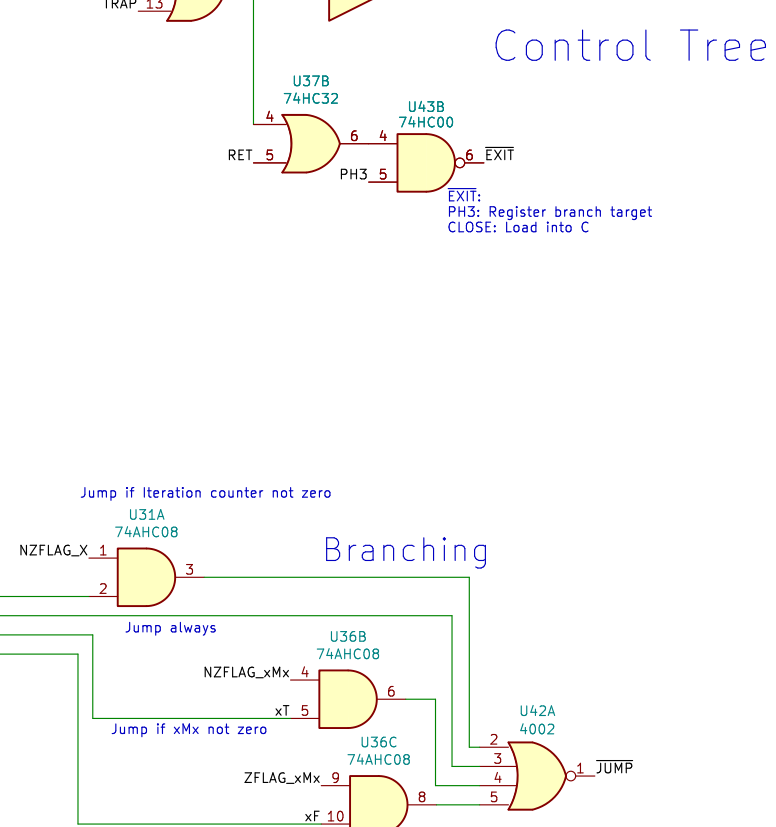 TRAP 13
Control Tree
U37B
74HC32
4
6
RET 5
U43B
74HC00
4
6 EXIT
PH3 5
EXIT:
PH3: Register branch target
CLOSE: Load into C
Jump if Iteration counter not zero
U31A
74AHC08
NZFLAG_X 1
3
2
Branching
Jump always
U36B
74AHC08
NZFLAG_xMx 4
6
xT 5
Jump if xMx not zero
U36C
74AHC08
ZFLAG_xMx 9
8
xF 10
U42A
4002
2
3
4
5
1 JUMP